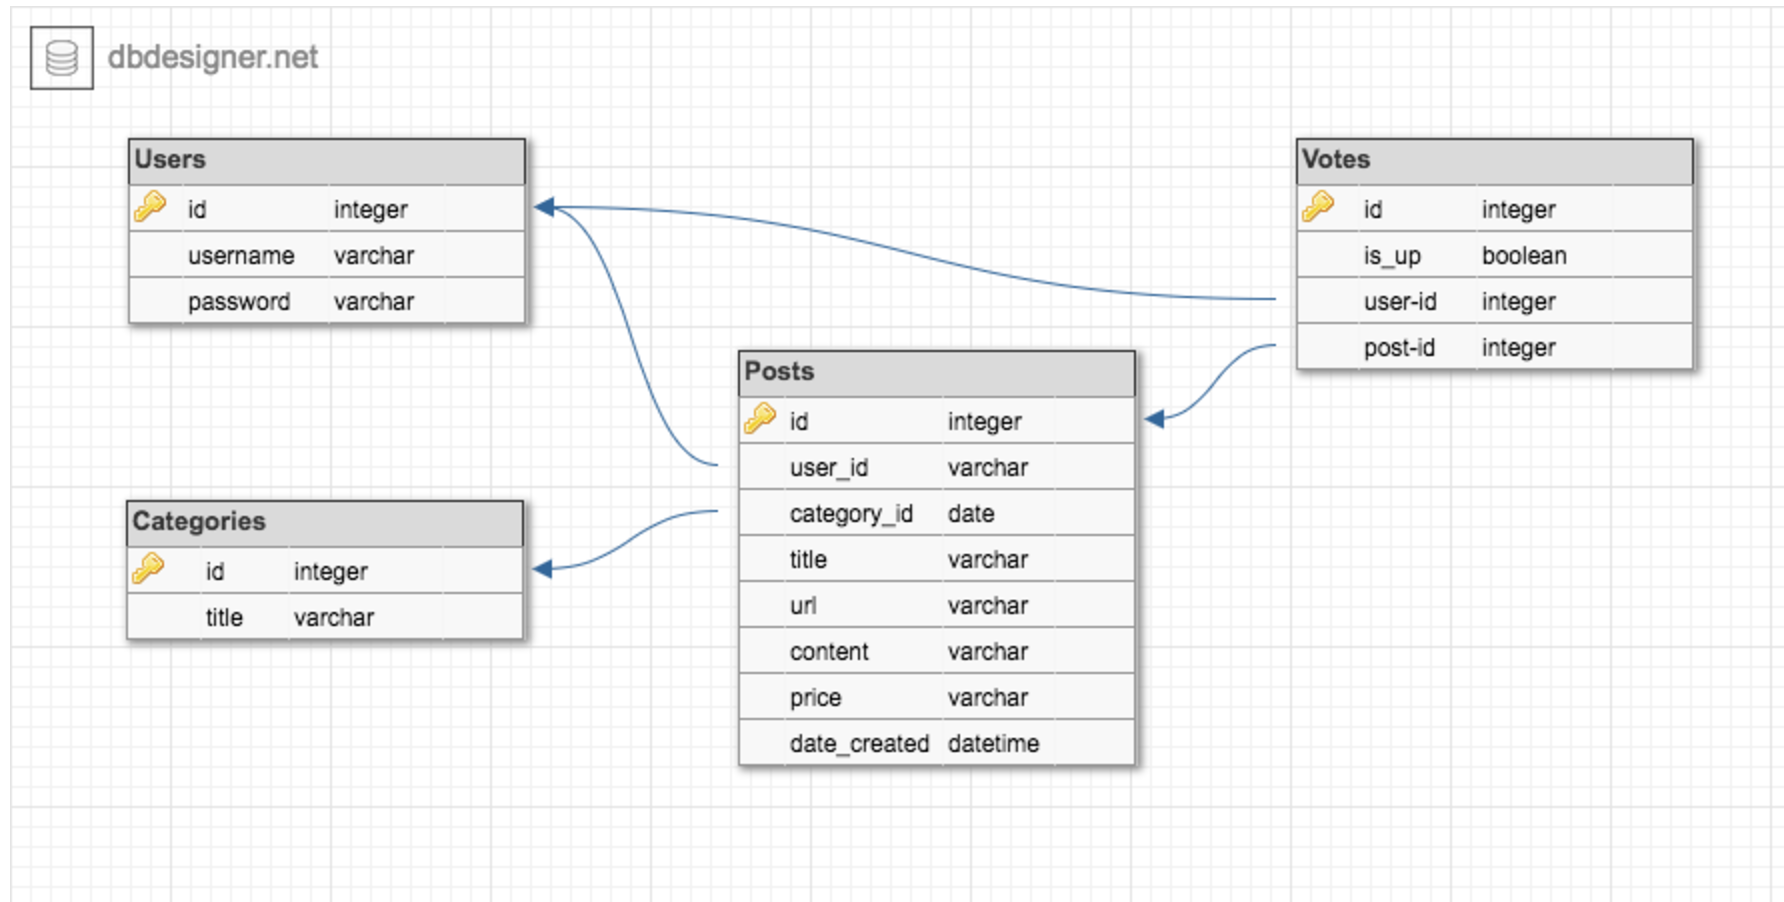 dbdesigner.net
Users
id integer
username varchar
password varchar
Votes
id integer
is_up boolean
user-id integer
post-id integer
Posts
id integer
user_id varchar
category_id date
title varchar
url varchar
content varchar
price varchar
date_created datetime
Categories
id integer
title varchar